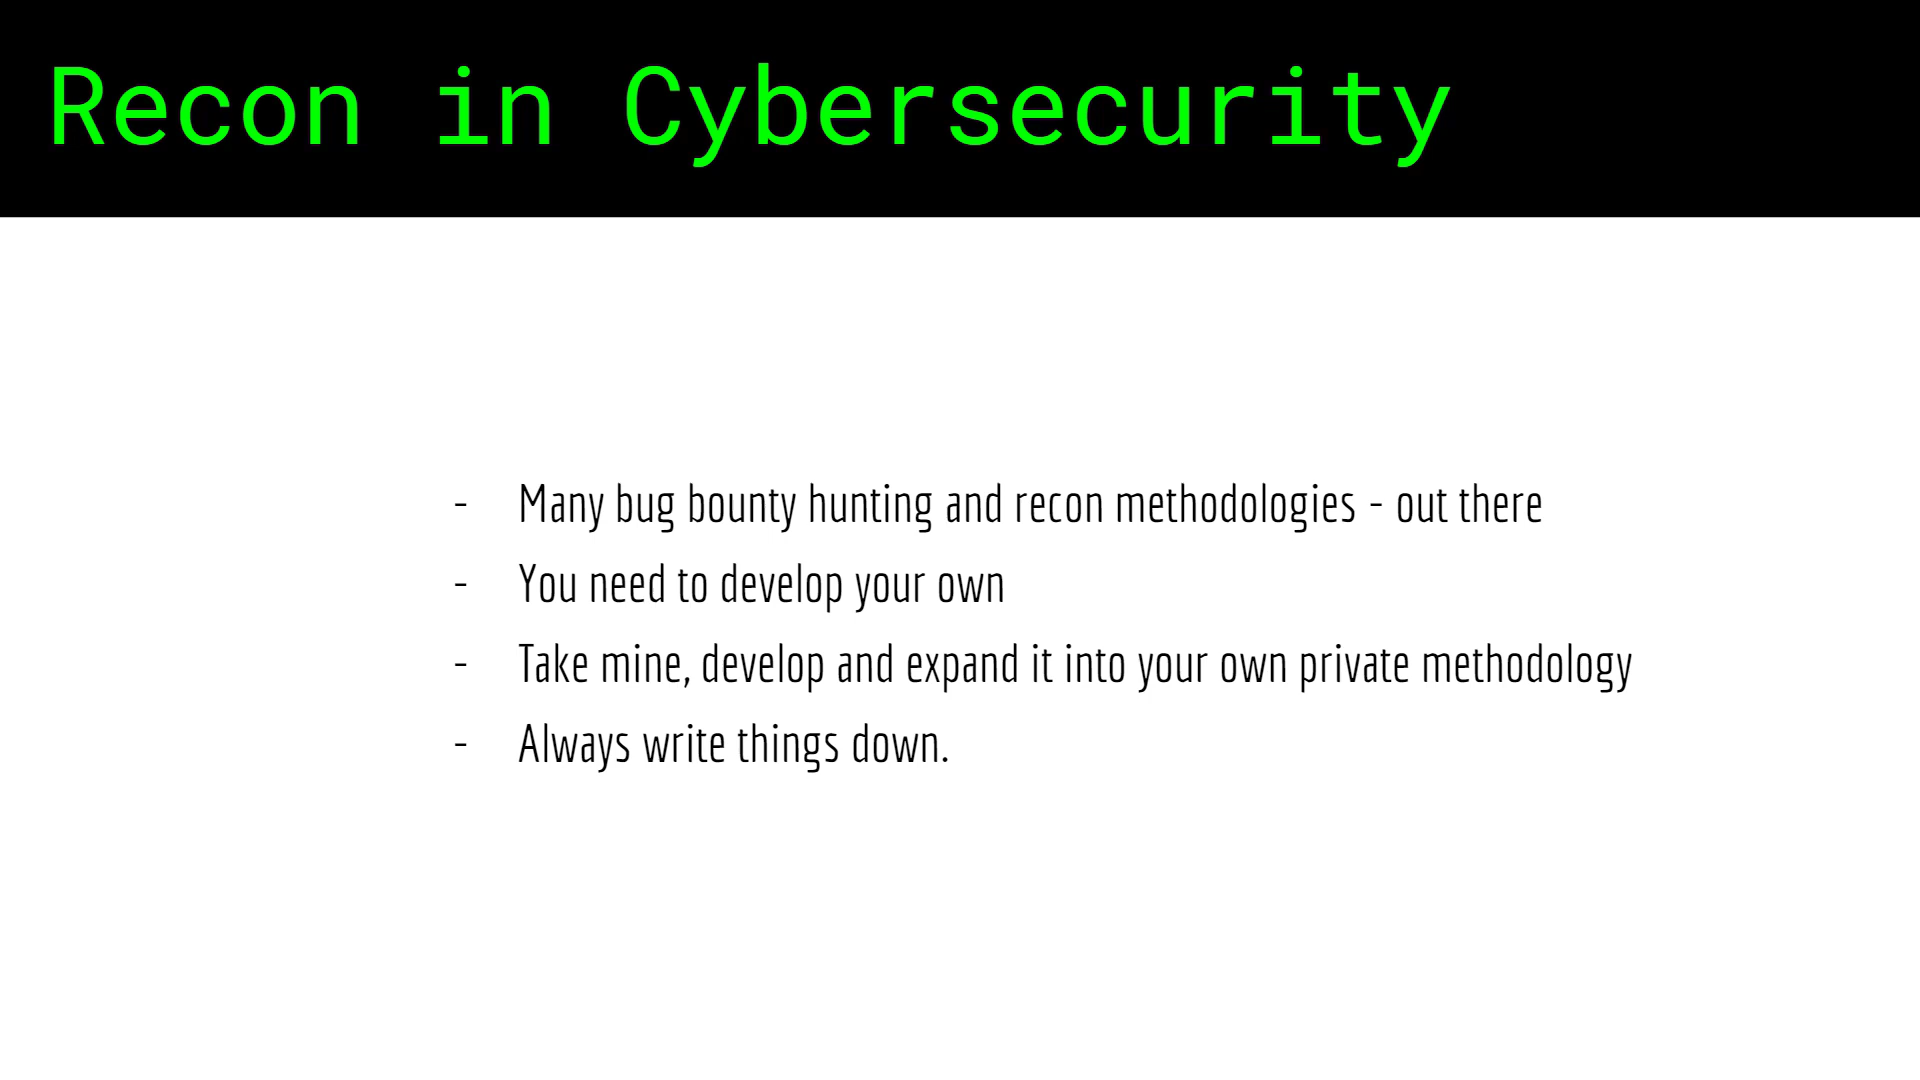 Recon in Cybersecurity
- Many bug bounty hunting and recon methodologies - out there
- You need to develop your own
- Take mine, develop and expand it into your own private methodology
- Always write things down.